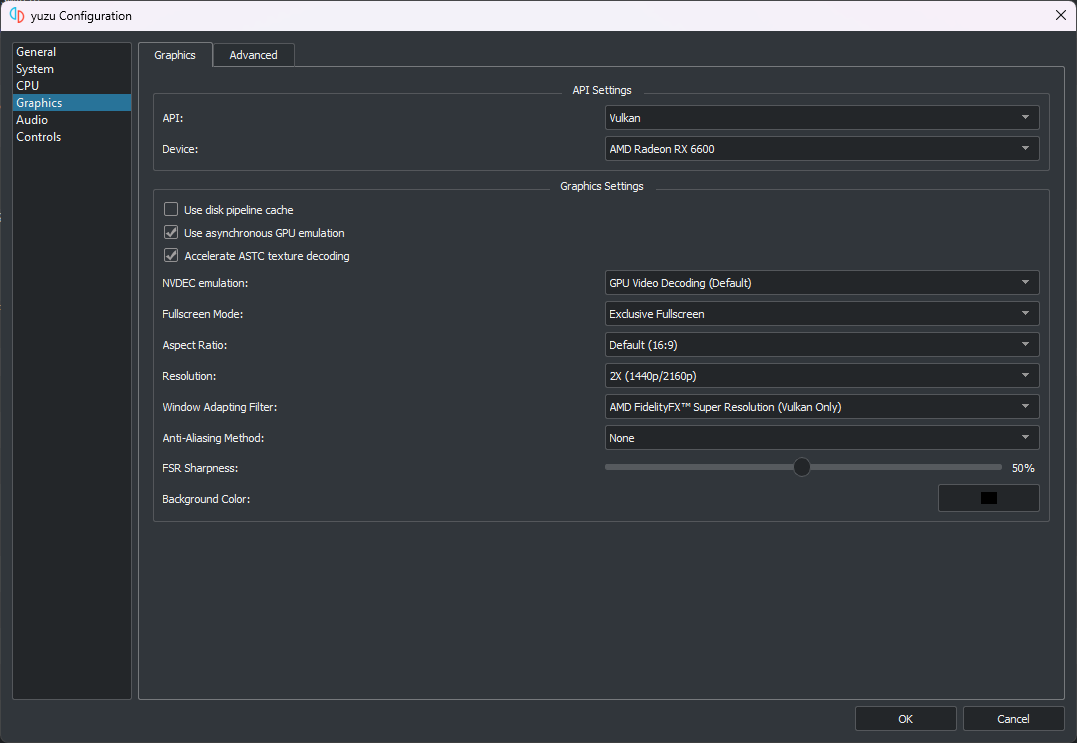 yuzu Configuration
General
System
CPU
Graphics
Audio
Controls
Graphics Advanced
API Settings
API: Vulkan
Device: AMD Radeon RX 6600
Graphics Settings
Use disk pipeline cache
Use asynchronous GPU emulation
Accelerate ASTC texture decoding
NVDEC emulation: GPU Video Decoding (Default)
Fullscreen Mode: Exclusive Fullscreen
Aspect Ratio: Default (16:9)
Resolution: 2X (1440p/2160p)
Window Adapting Filter: AMD FidelityFX™ Super Resolution (Vulkan Only)
Anti-Aliasing Method: None
FSR Sharpness: 50%
Background Color:
OK Cancel